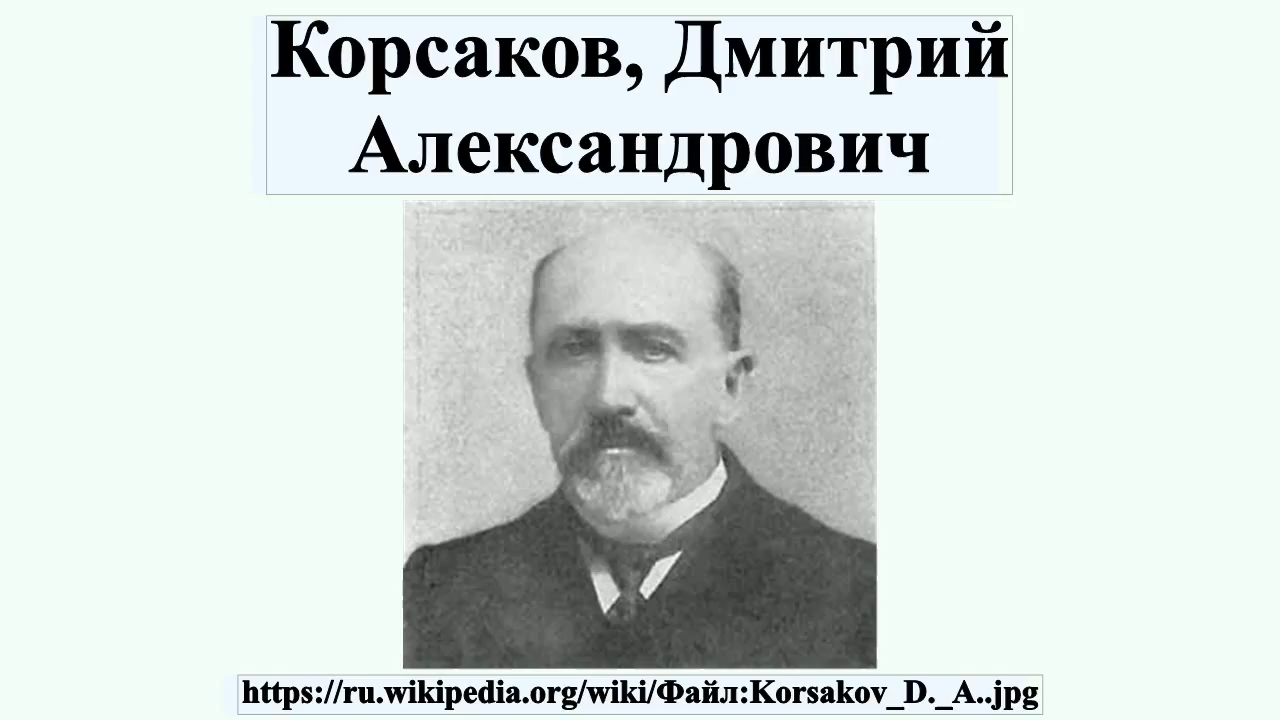 Корсаков, Дмитрий
Александрович
https://ru.wikipedia.org/wiki/Файл:Korsakov_D._A..jpg